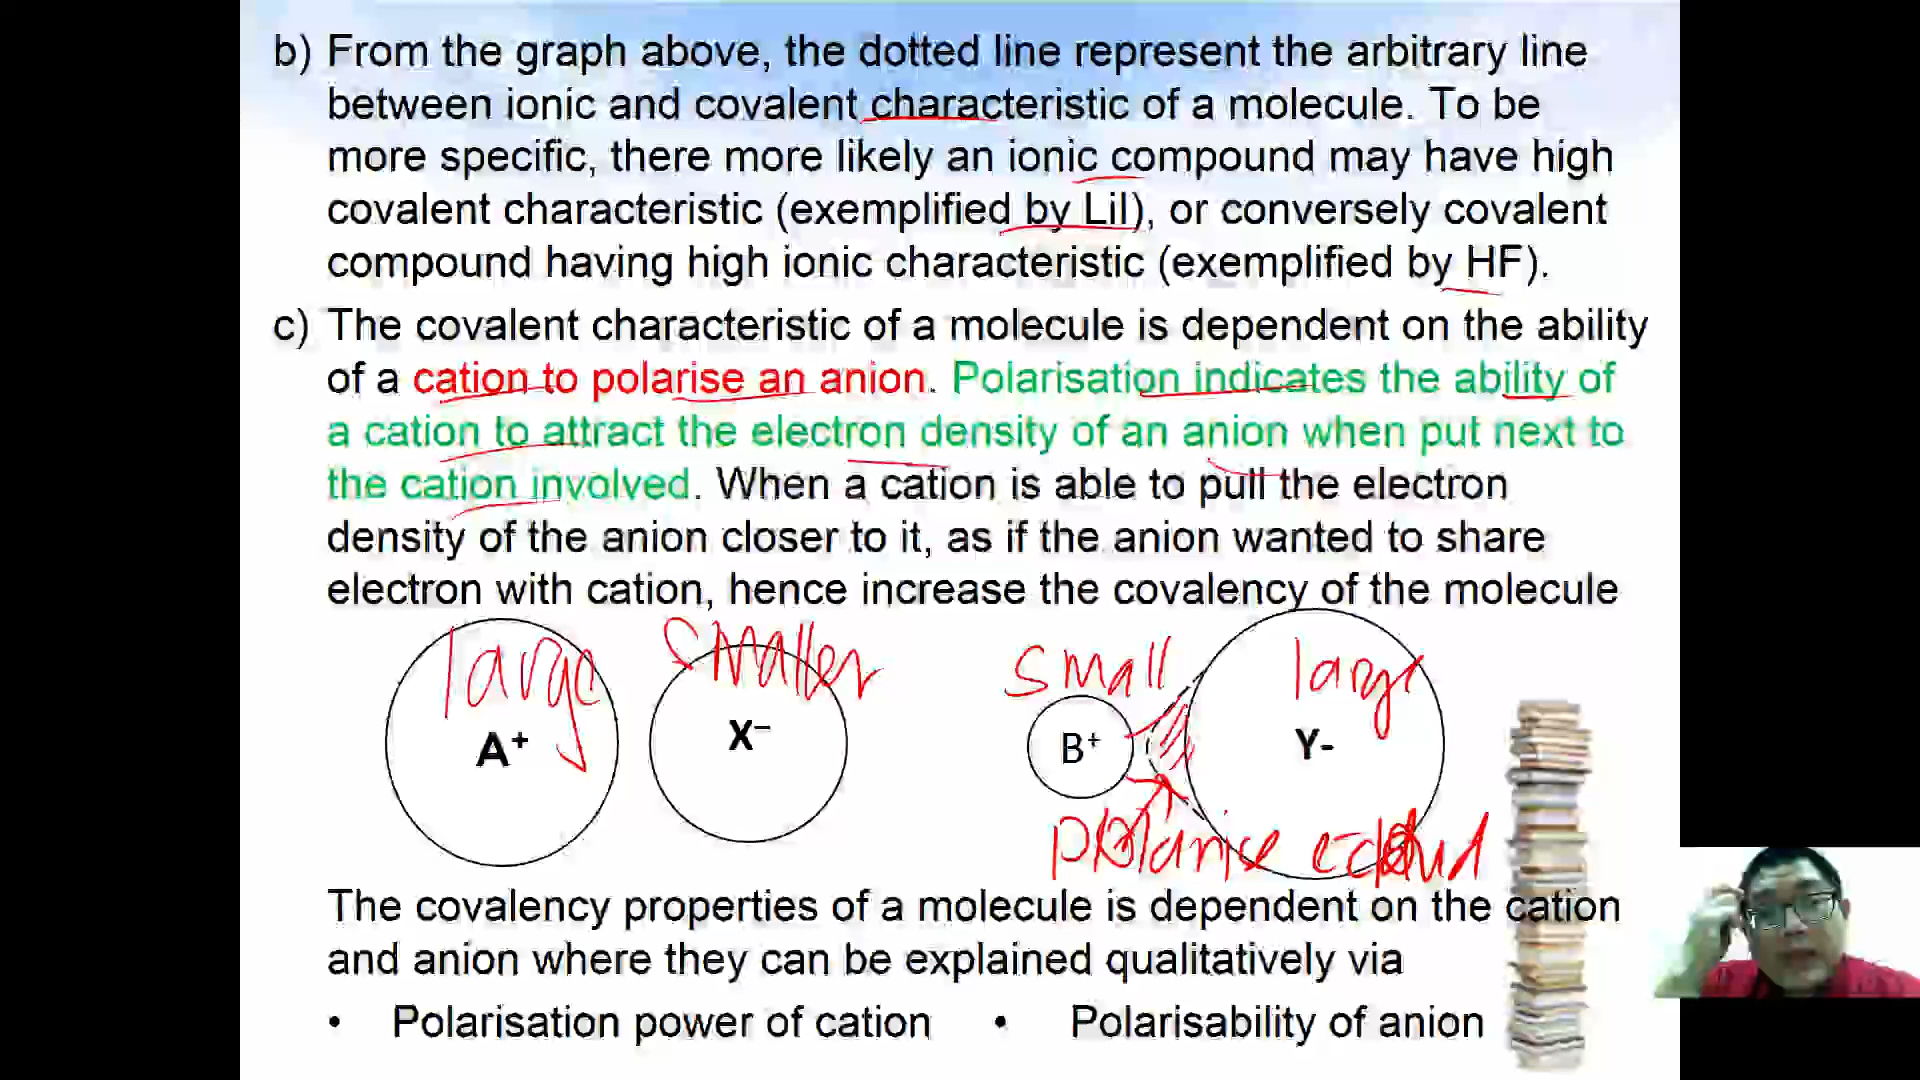 b) From the graph above, the dotted line represent the arbitrary line
between ionic and covalent characteristic of a molecule. To be
more specific, there more likely an ionic compound may have high
covalent characteristic (exemplified by LiI), or conversely covalent
compound having high ionic characteristic (exemplified by HF).
c) The covalent characteristic of a molecule is dependent on the ability
of a cation to polarise an anion. Polarisation indicates the ability of
a cation to attract the electron density of an anion when put next to
the cation involved. When a cation is able to pull the electron
density of the anion closer to it, as if the anion wanted to share
electron with cation, hence increase the covalency of the molecule
large smaller small large
A+ X– B+ Y-
polarise
The covalency properties of a molecule is dependent on the cation
and anion where they can be explained qualitatively via
• Polarisation power of cation • Polarisability of anion